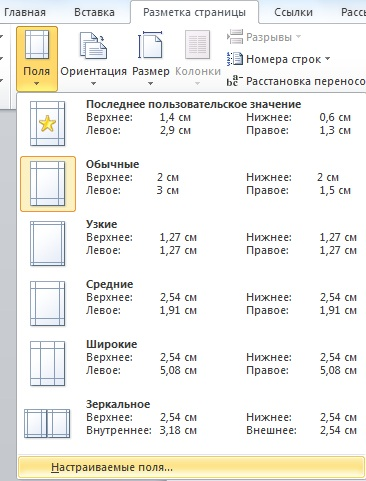 Главная Вставка Разметка страницы Ссылки Рассы
Поля Ориентация Размер Колонки Разрывы
Номера строк
Расстановка переносо
Последнее пользовательское значение
Верхнее: 1,4 см Нижнее: 0,6 см
Левое: 2,9 см Правое: 1,3 см
Обычные
Верхнее: 2 см Нижнее: 2 см
Левое: 3 см Правое: 1,5 см
Узкие
Верхнее: 1,27 см Нижнее: 1,27 см
Левое: 1,27 см Правое: 1,27 см
Средние
Верхнее: 2,54 см Нижнее: 2,54 см
Левое: 1,91 см Правое: 1,91 см
Широкие
Верхнее: 2,54 см Нижнее: 2,54 см
Левое: 5,08 см Правое: 5,08 см
Зеркальное
Верхнее: 2,54 см Нижнее: 2,54 см
Внутреннее: 3,18 см Внешнее: 2,54 см
Настраиваемые поля...